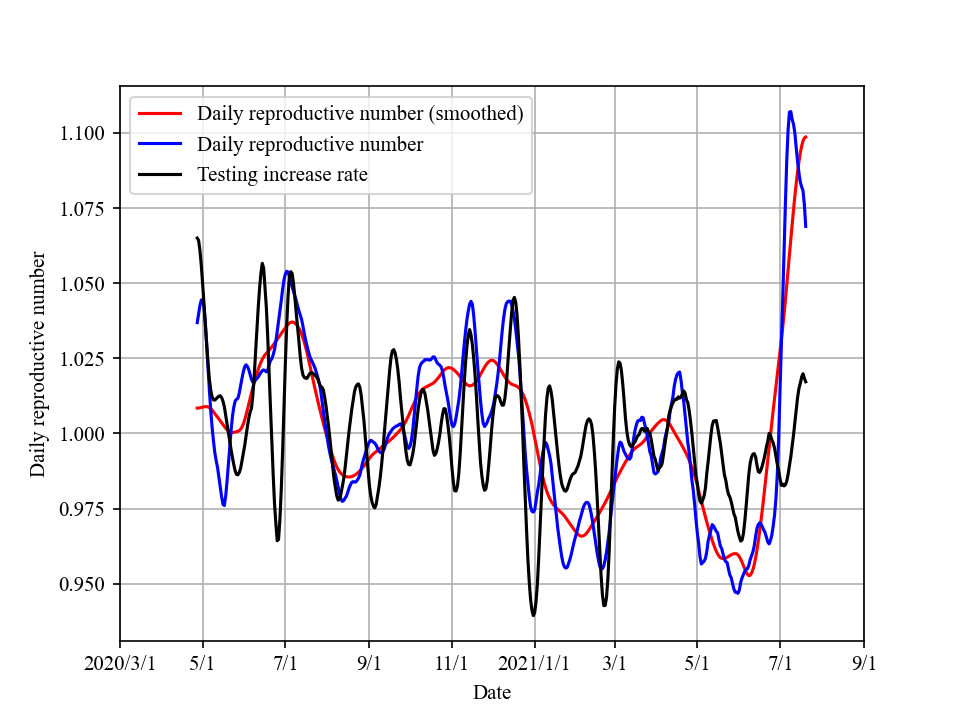 Daily reproductive number (smoothed)
Daily reproductive number
Testing increase rate
Daily reproductive number
1.100
1.075
1.050
1.025
1.000
0.975
0.950
2020/3/1 5/1 7/1 9/1 11/1 2021/1/1 3/1 5/1 7/1 9/1
Date